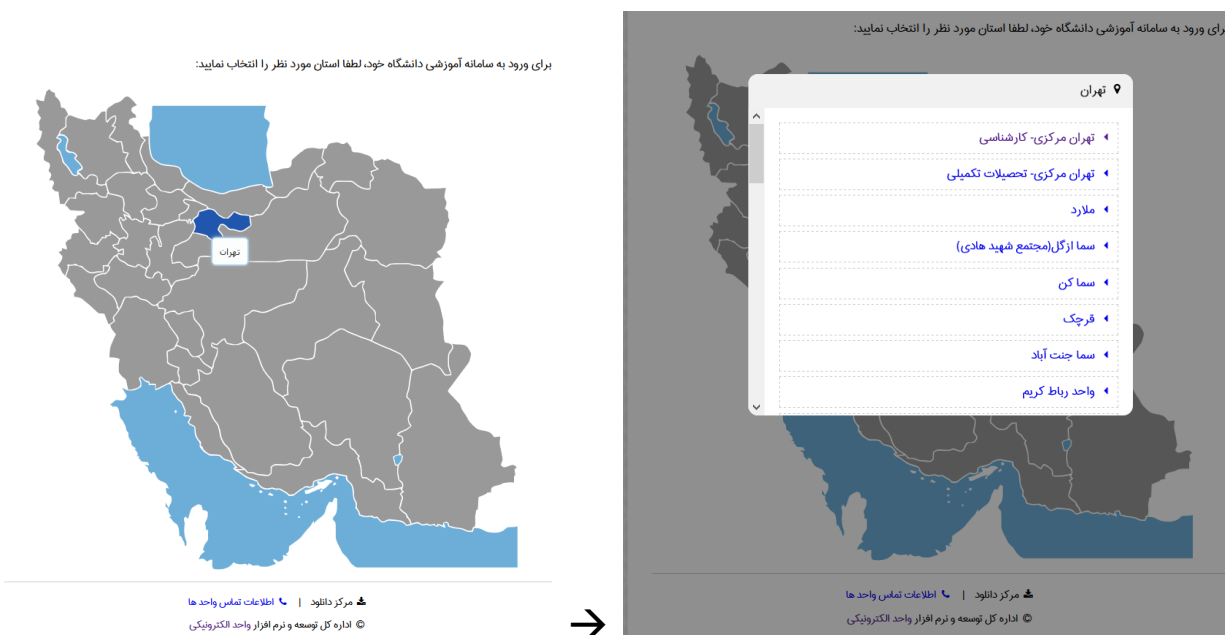 برای ورود به سامانه آموزشی دانشگاه خود، لطفا استان مورد نظر را انتخاب نمایید:
تهران
مرکز دانلود | اطلاعات تماس واحد ها
© اداره کل توسعه و نرم افزار واحد الکترونیکی
برای ورود به سامانه آموزشی دانشگاه خود، لطفا استان مورد نظر را انتخاب نمایید:
تهران
تهران مرکزی- کارشناسی
تهران مرکزی- تحصیلات تکمیلی
ملارد
سما ازگل(مجتمع شهید هادی)
سما کن
قرچک
سما جنت آباد
واحد رباط کریم
مرکز دانلود | اطلاعات تماس واحد ها
© اداره کل توسعه و نرم افزار واحد الکترونیکی